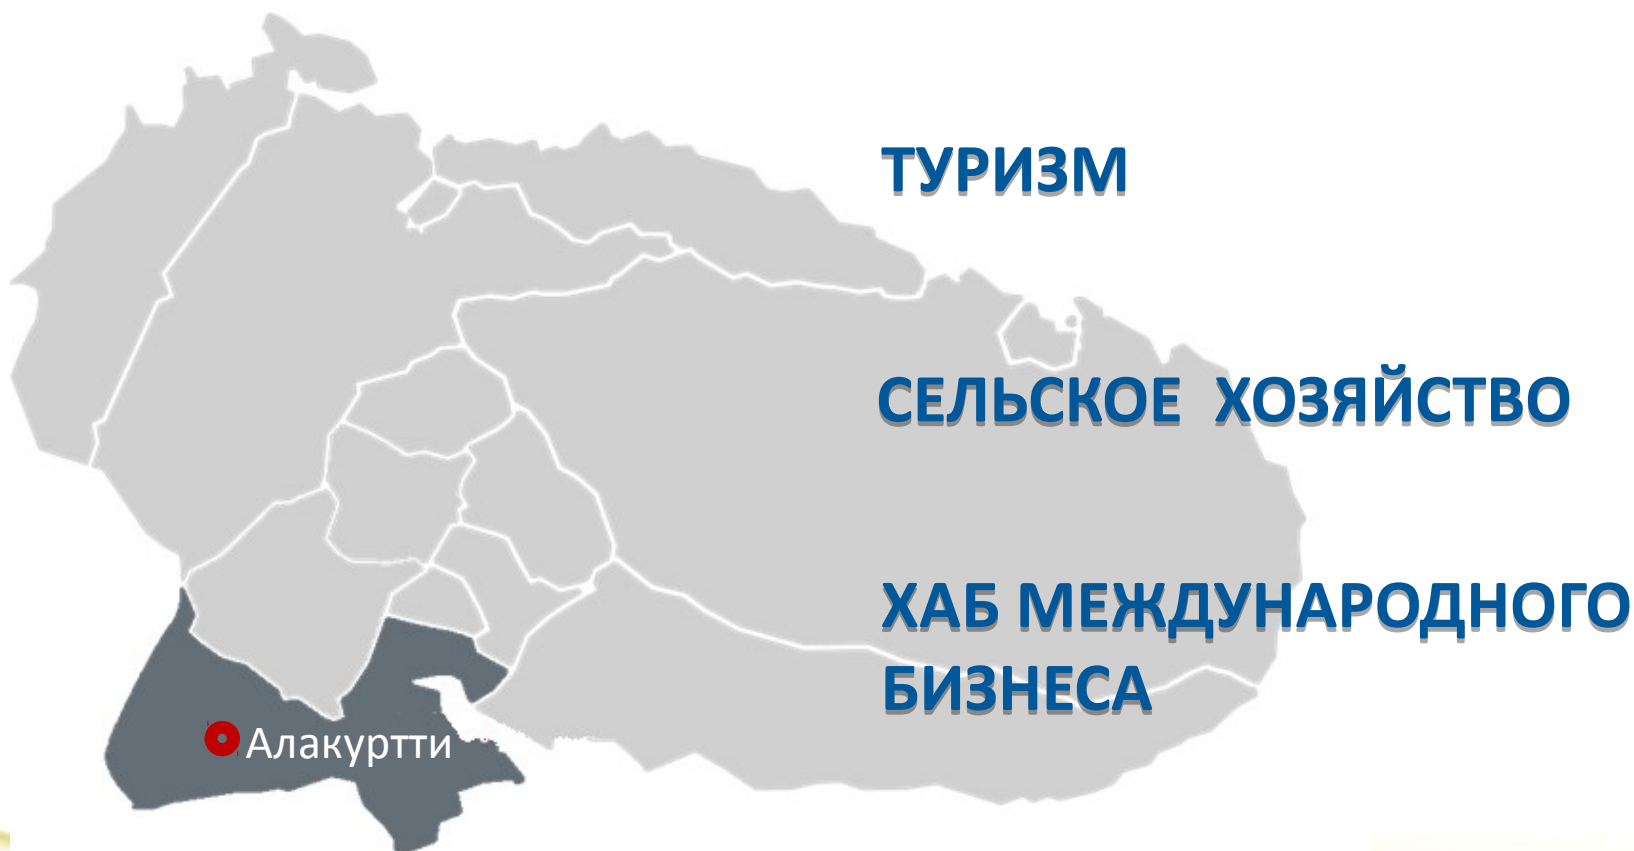 ТУРИЗМ
СЕЛЬСКОЕ ХОЗЯЙСТВО
ХАБ МЕЖДУНАРОДНОГО
БИЗНЕСА
Алакуртти